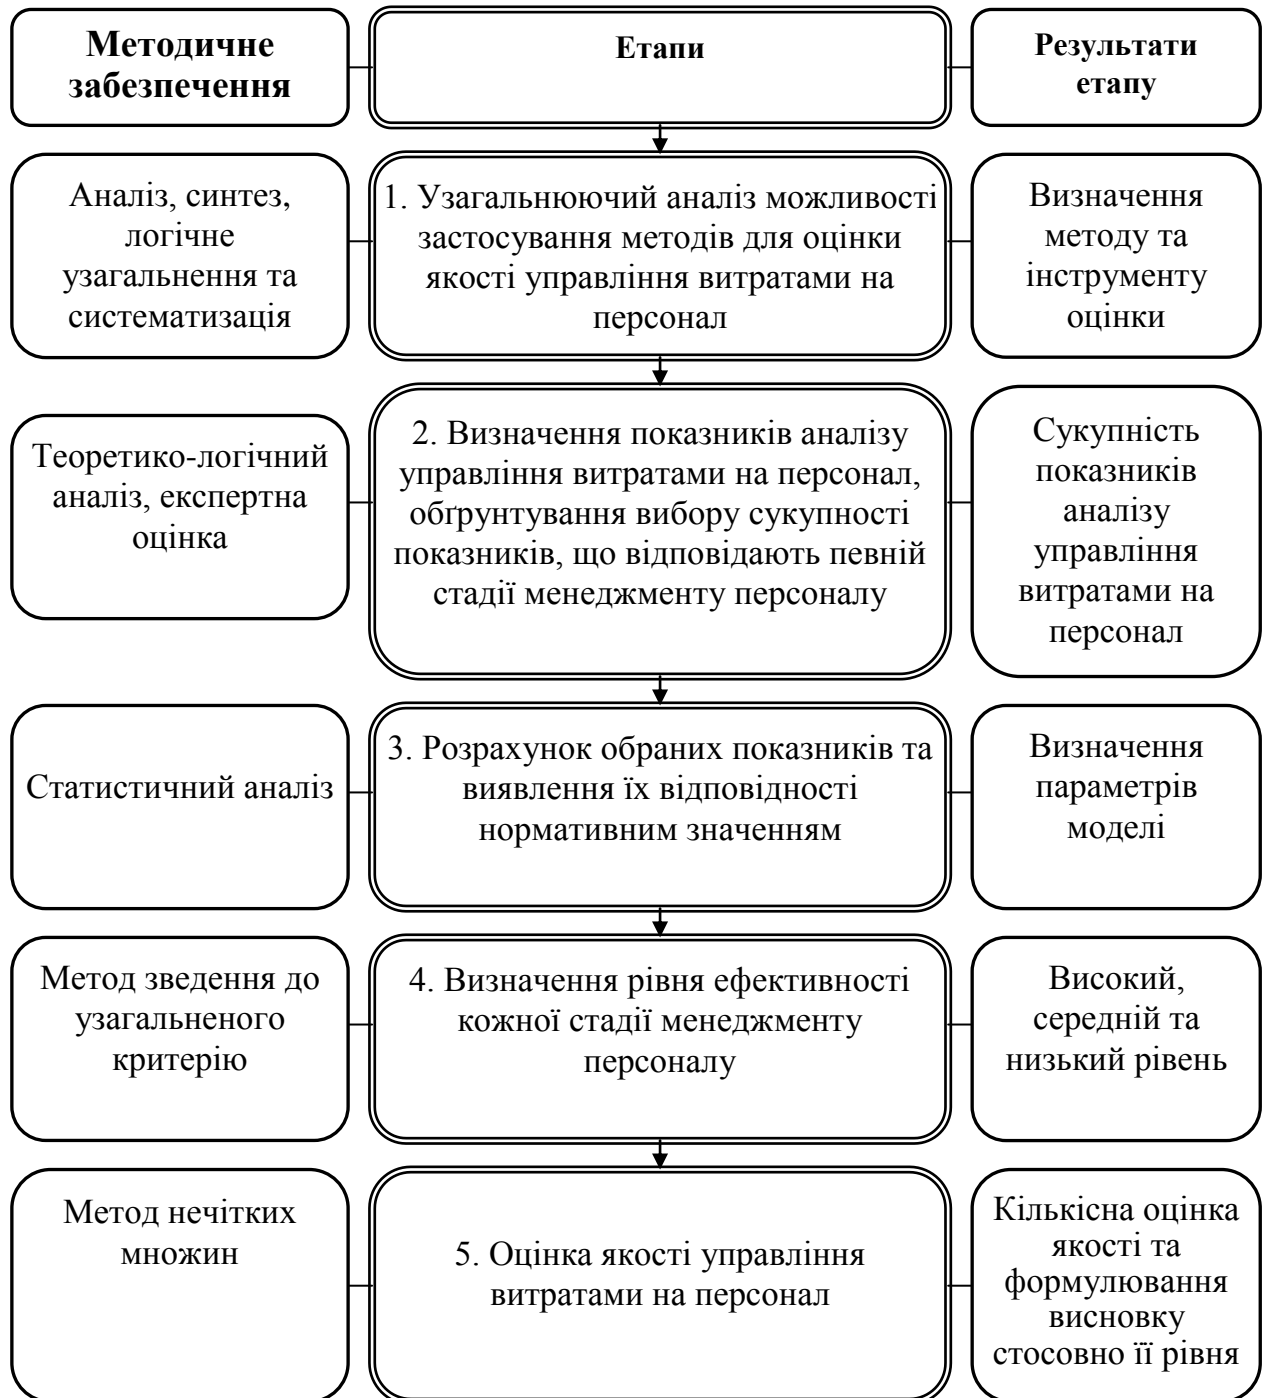 Методичне
забезпечення
Етапи
Результати
етапу
Аналіз, синтез,
логічне
узагальнення та
систематизація
1. Узагальнюючий аналіз можливості
застосування методів для оцінки
якості управління витратами на
персонал
Визначення
методу та
інструменту
оцінки
Теоретико-логічний
аналіз, експертна
оцінка
2. Визначення показників аналізу
управління витратами на персонал,
обґрунтування вибору сукупності
показників, що відповідають певній
стадії менеджменту персоналу
Сукупність
показників
аналізу
управління
витратами на
персонал
Статистичний аналіз
3. Розрахунок обраних показників та
виявлення їх відповідності
нормативним значенням
Визначення
параметрів
моделі
Метод зведення до
узагальненого
критерію
4. Визначення рівня ефективності
кожної стадії менеджменту
персоналу
Високий,
середній та
низький рівень
Метод нечітких
множин
5. Оцінка якості управління
витратами на персонал
Кількісна оцінка
якості та
формулювання
висновку
стосовно її рівня